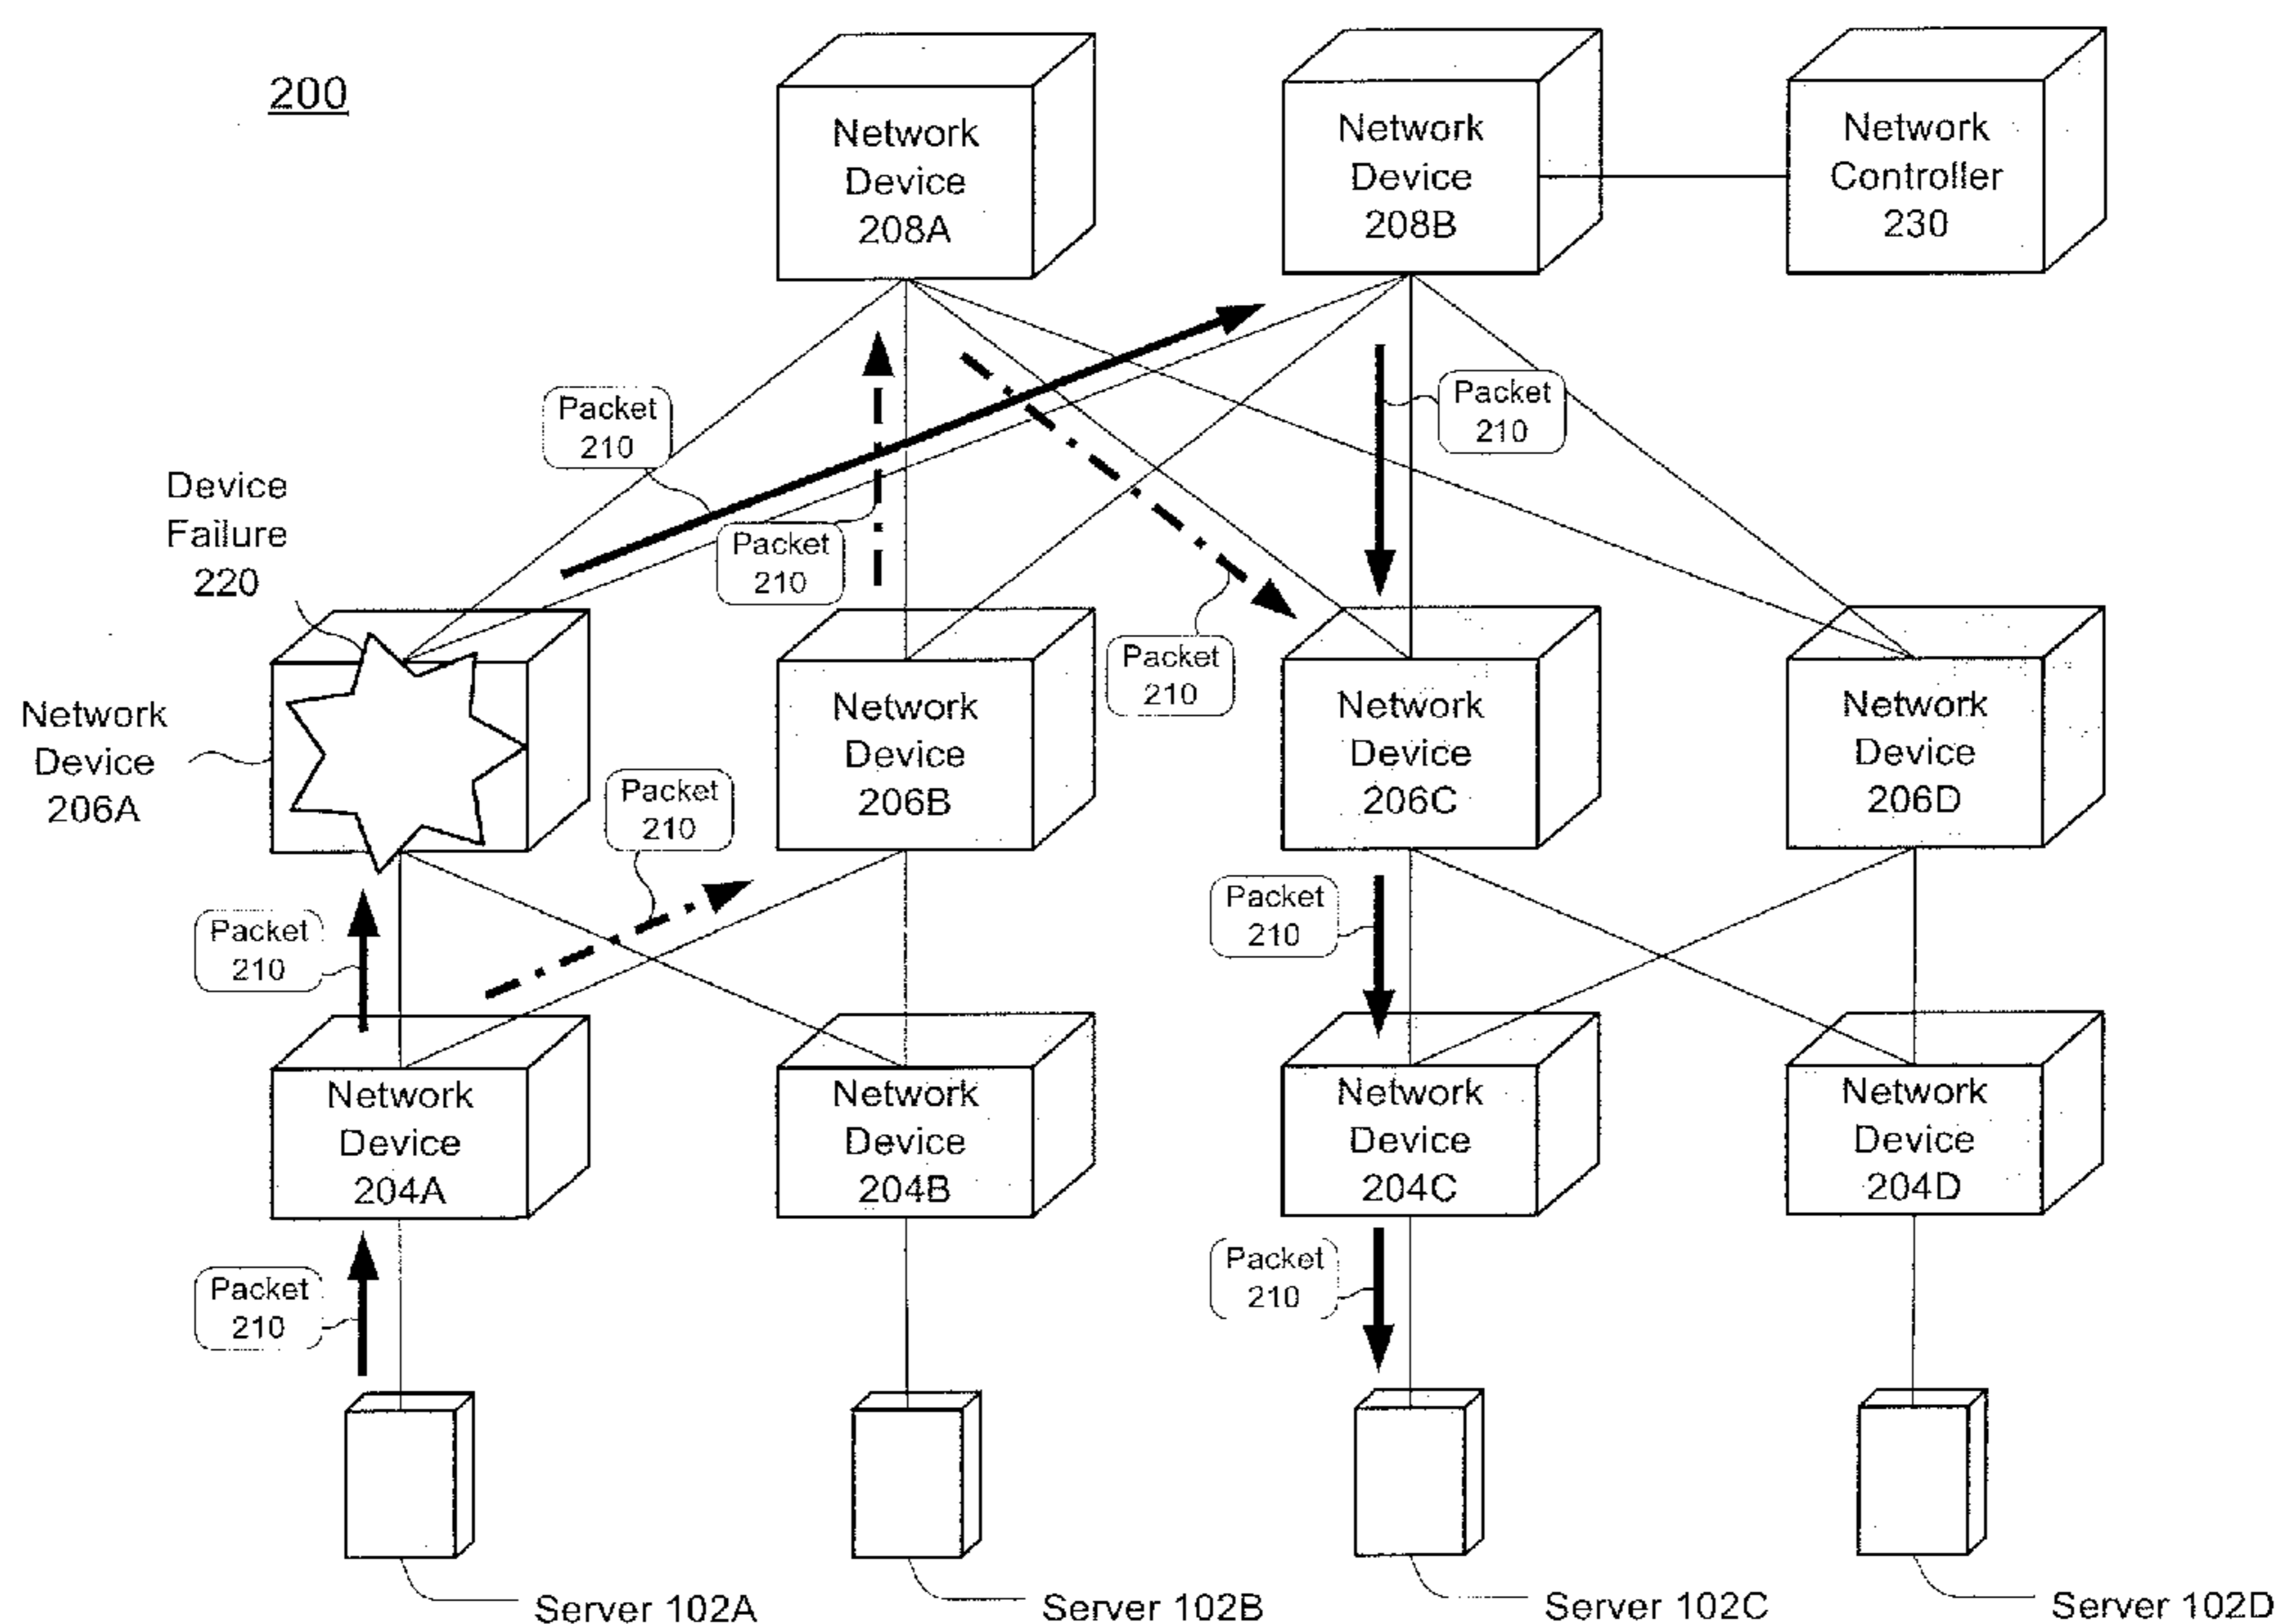 200
Network
Device
208A
Network
Device
208B
Network
Controller
230
Packet
210
Packet
210
Device
Failure
220
Packet
210
Packet
210
Network
Device
206A
Network
Device
206B
Network
Device
206C
Network
Device
206D
Packet
210
Packet
210
Packet
210
Network
Device
204A
Network
Device
204B
Network
Device
204C
Network
Device
204D
Packet
210
Packet
210
Server 102A
Server 102B
Server 102C
Server 102D